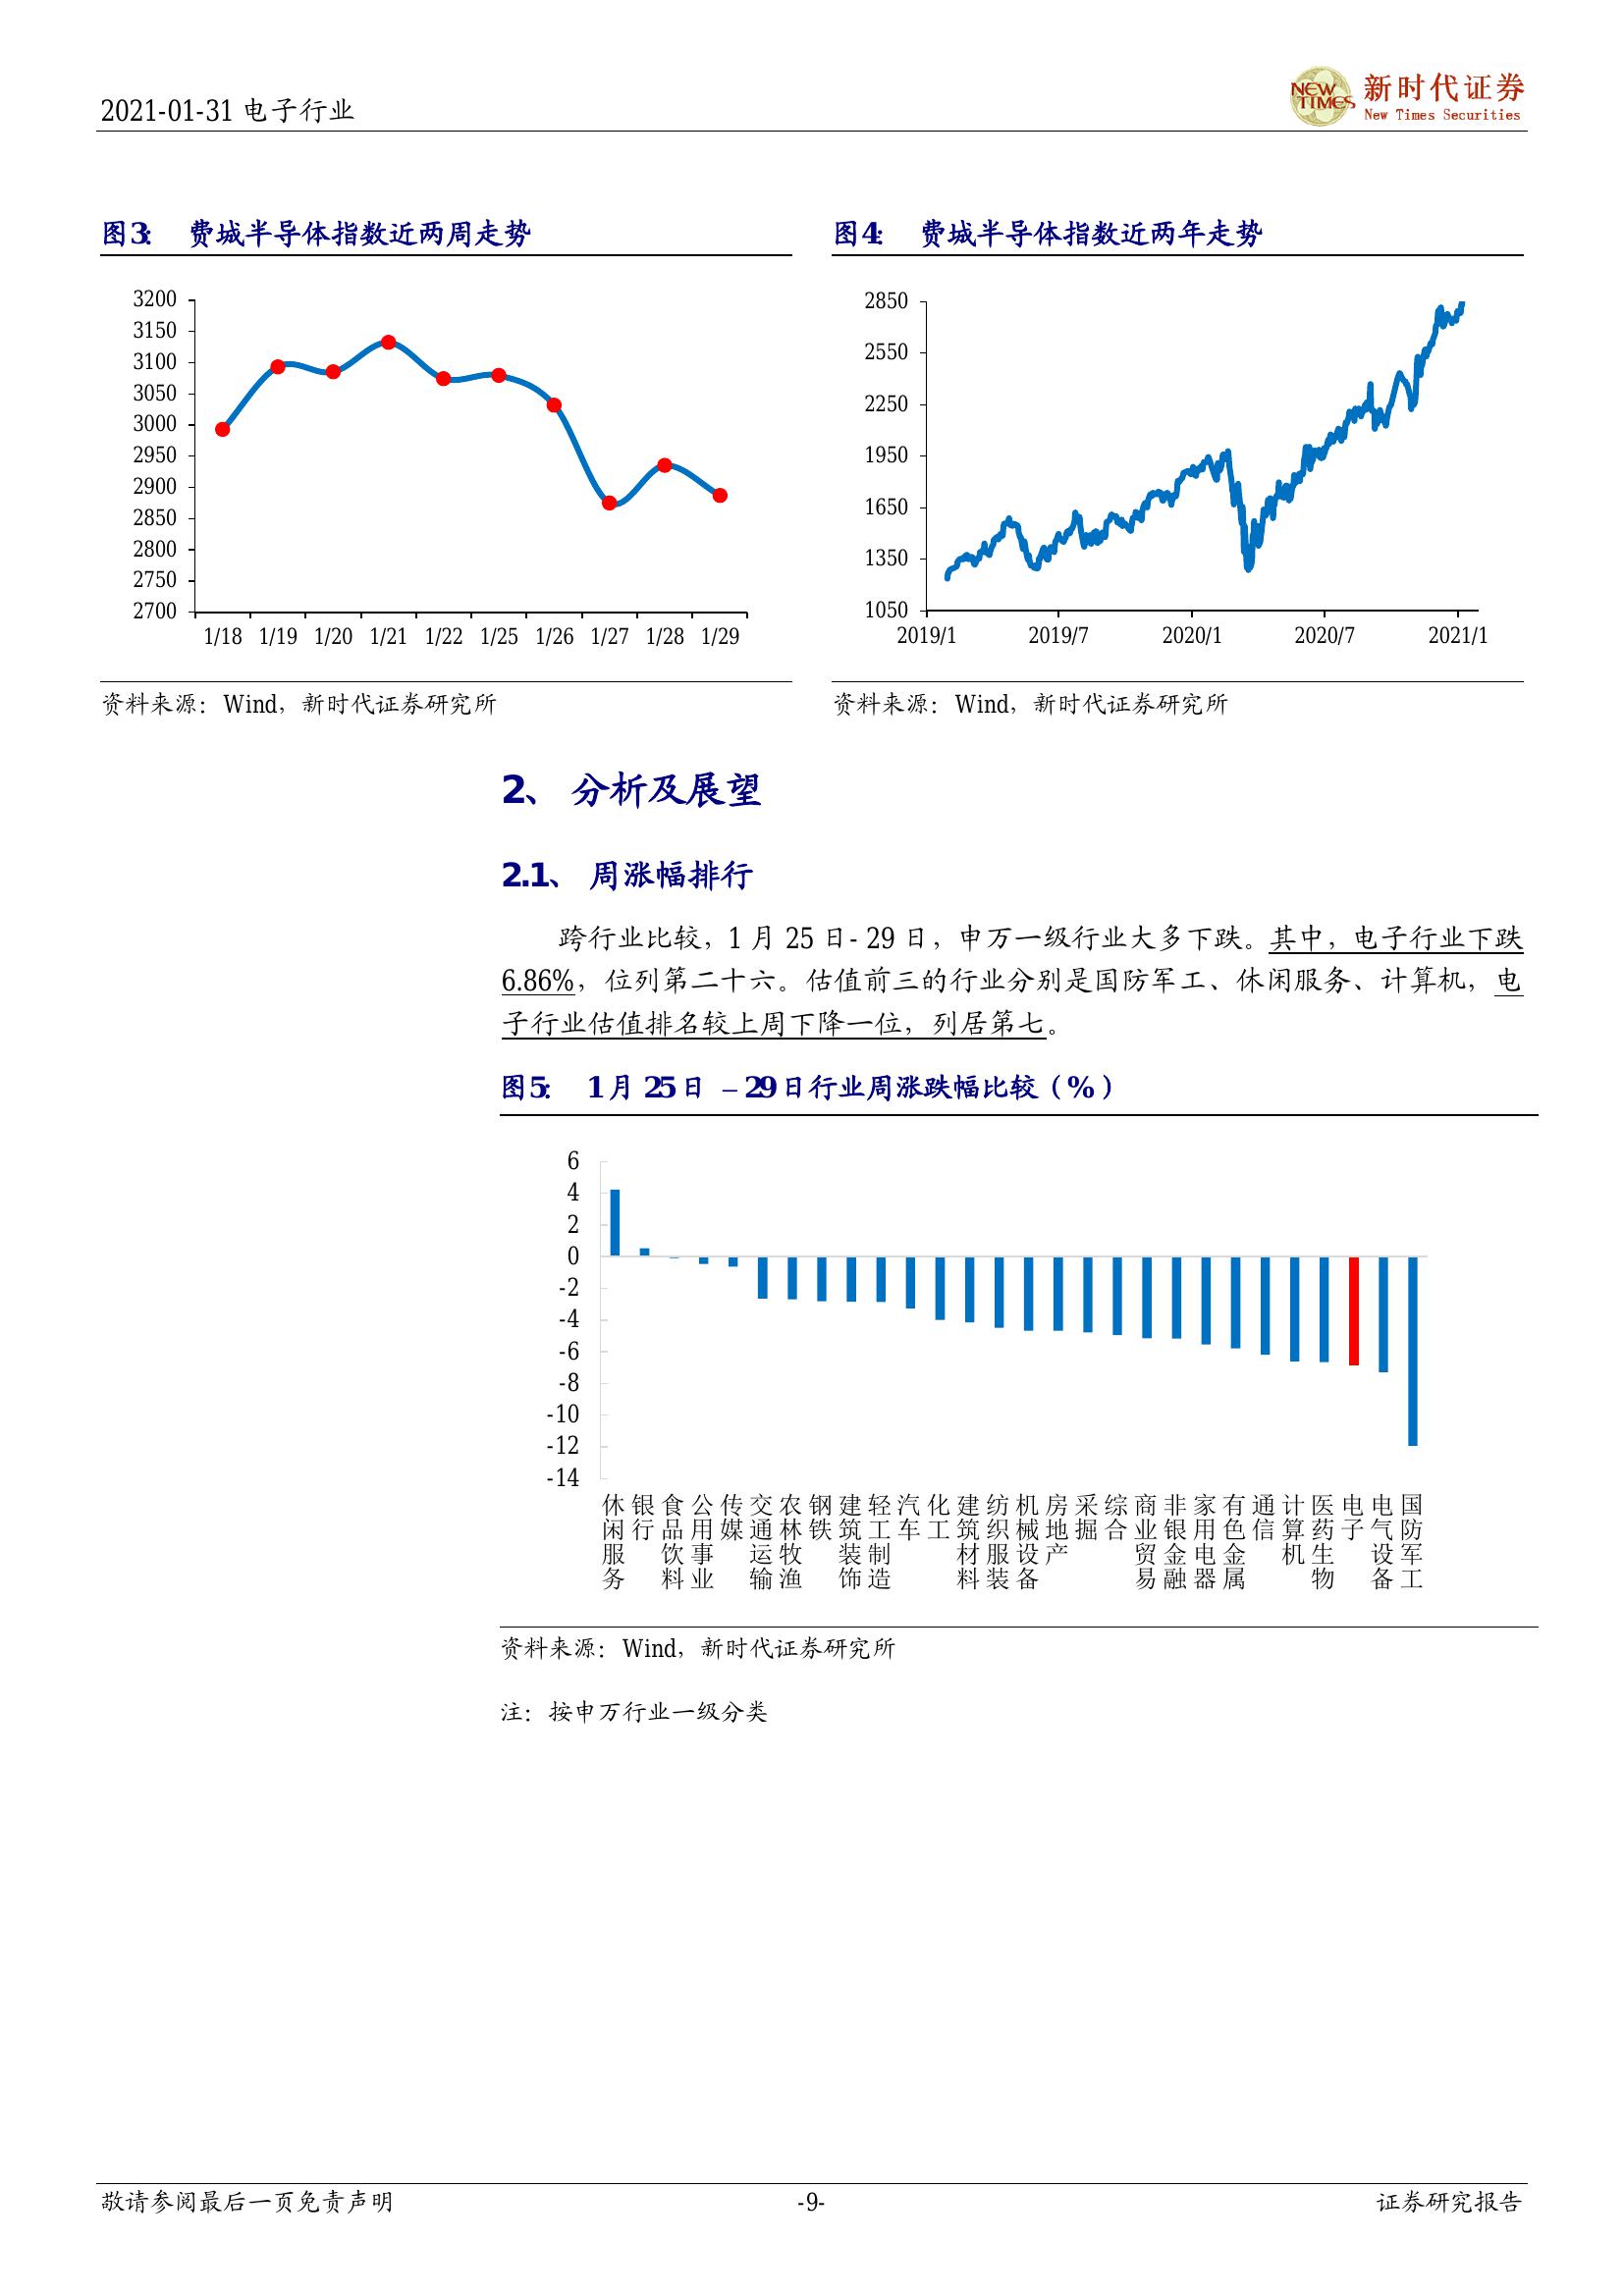 2021-01-31 电子行业
NEW TIMES 新时代证券
New Times Securities
图3： 费城半导体指数近两周走势
3200
3150
3100
3050
3000
2950
2900
2850
2800
2750
2700
1/18 1/19 1/20 1/21 1/22 1/25 1/26 1/27 1/28 1/29
资料来源：Wind，新时代证券研究所
图4： 费城半导体指数近两年走势
2850
2550
2250
1950
1650
1350
1050
2019/1 2019/7 2020/1 2020/7 2021/1
资料来源：Wind，新时代证券研究所
2、 分析及展望
2.1、 周涨幅排行
跨行业比较，1 月 25 日- 29 日，申万一级行业大多下跌。其中，电子行业下跌
6.86%，位列第二十六。估值前三的行业分别是国防军工、休闲服务、计算机，电
子行业估值排名较上周下降一位，列居第七。
图5： 1 月 25 日 – 29 日行业周涨跌幅比较（%）
6
4
2
0
-2
-4
-6
-8
-10
-12
-14
休闲服务 银行 食品饮料 公用事业 传媒 交通运输 农林牧渔 钢铁 建筑装饰 轻工制造 汽车 化工 建筑材料 纺织服装 机械设备 房地产 采掘 综合 商业贸易 非银金融 家用电器 有色金属 通信 计算机 医药生物 电子 电气设备 国防军工
资料来源：Wind，新时代证券研究所
注：按申万行业一级分类
敬请参阅最后一页免责声明 -9- 证券研究报告